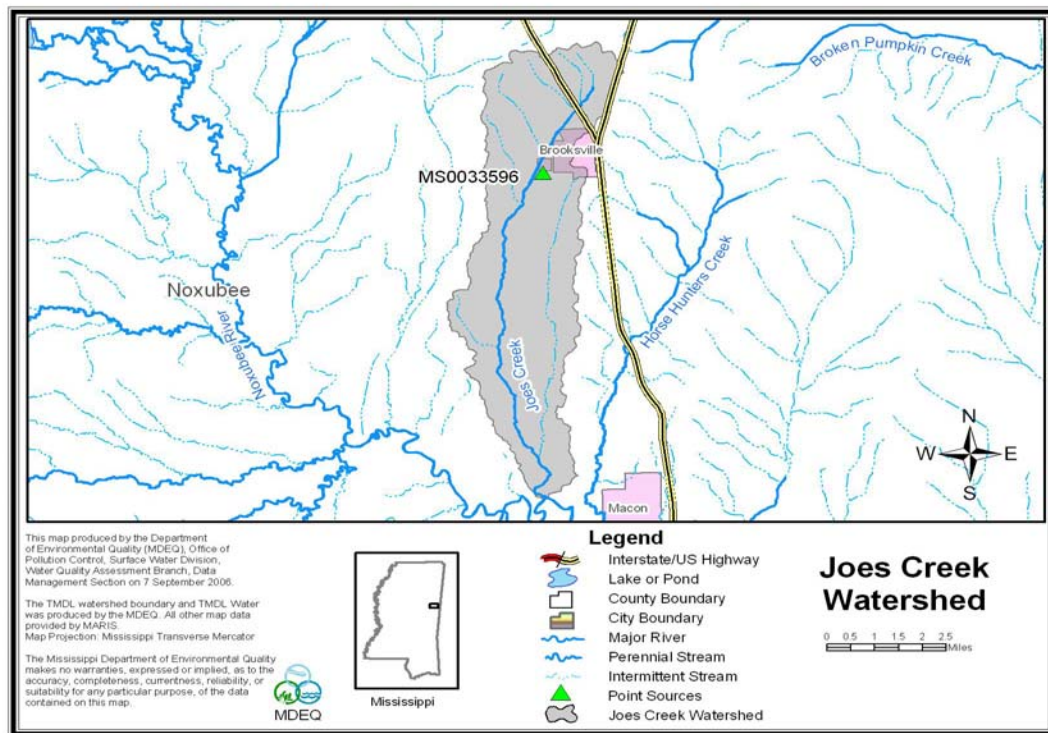 Broken Pumpkin Creek
Brooksville
MS0033596
Noxubee
Noxubee River
Horse Hunters Creek
Joes Creek
N
W E
S
Macon
This map produced by the Department
of Environmental Quality (MDEQ), Office of
Pollution Control, Surface Water Division,
Water Quality Assessment Branch, Data
Management Section on 7 September 2006.
The TMDL watershed boundary and TMDL Water
was produced by the MDEQ. All other map data
provided by MARIS.
Map Projection: Mississippi Transverse Mercator
The Mississippi Department of Environmental Quality
makes no warranties, expressed or implied, as to the
accuracy, completeness, currentness, reliability, or
suitability for any particular purpose, of the data
contained on this map.
MDEQ
Mississippi
Legend
Interstate/US Highway
Lake or Pond
County Boundary
City Boundary
Major River
Perennial Stream
Intermittent Stream
Point Sources
Joes Creek Watershed
Joes Creek
Watershed
0 0.5 1 1.5 2 2.5
Miles